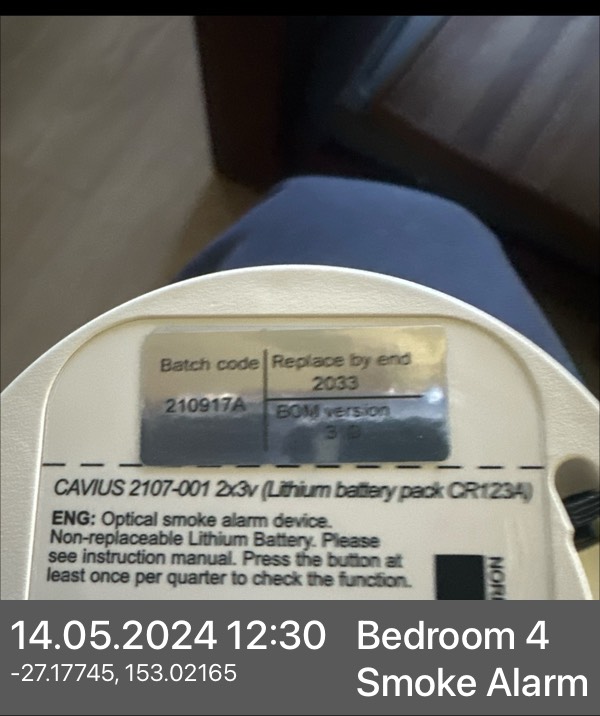 Batch code
210917A
Replace by end
2033
BOM version
CAVIUS 2107-001 2x3v (Lithium battery pack CR123A)
ENG: Optical smoke alarm device.
Non-replaceable Lithium Battery. Please
see instruction manual. Press the button at
least once per quarter to check the function.
14.05.2024 12:30
-27.17745, 153.02165
Bedroom 4
Smoke Alarm